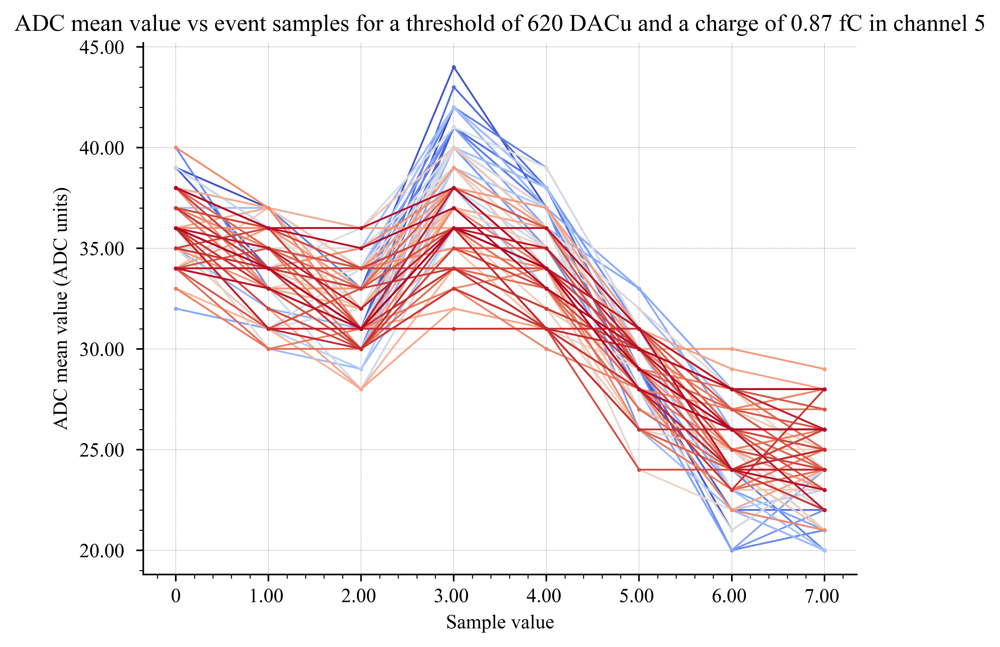 ADC mean value vs event samples for a threshold of 620 DACu and a charge of 0.87 fC in channel 5
45.00
40.00
35.00
30.00
25.00
20.00
ADC mean value (ADC units)
0 1.00 2.00 3.00 4.00 5.00 6.00 7.00
Sample value